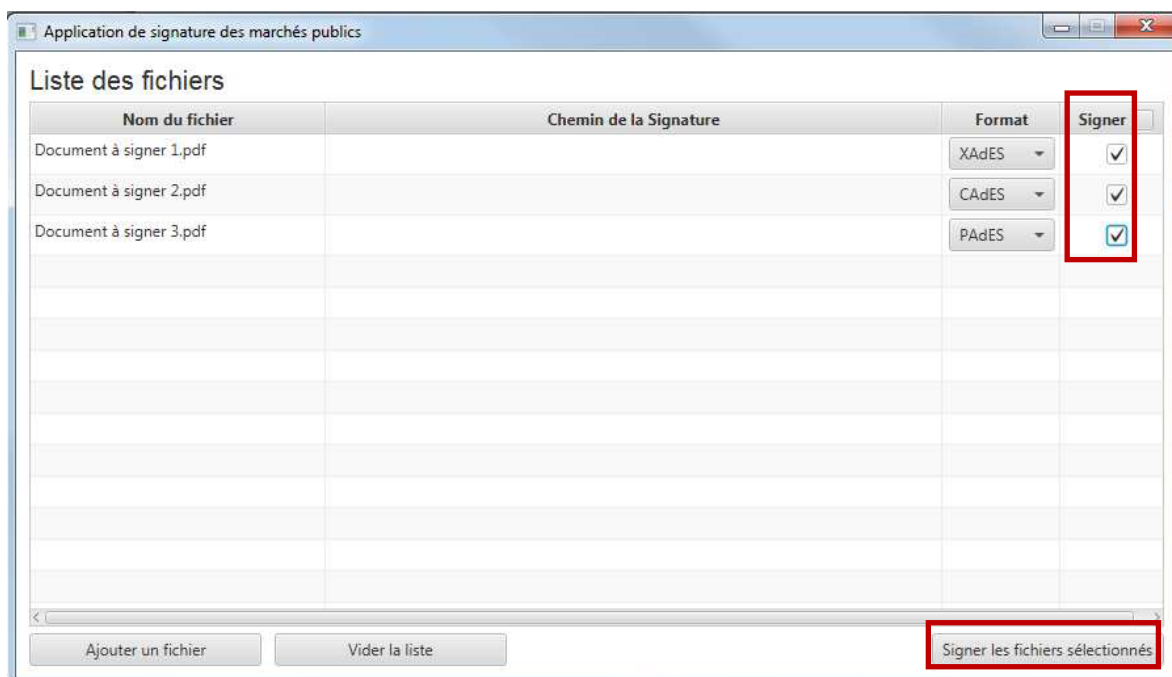 Application de signature des marchés publics
Liste des fichiers
Nom du fichier Chemin de la Signature Format Signer
Document à signer 1.pdf XAdES
Document à signer 2.pdf CAdES
Document à signer 3.pdf PAdES
Ajouter un fichier Vider la liste Signer les fichiers sélectionnés